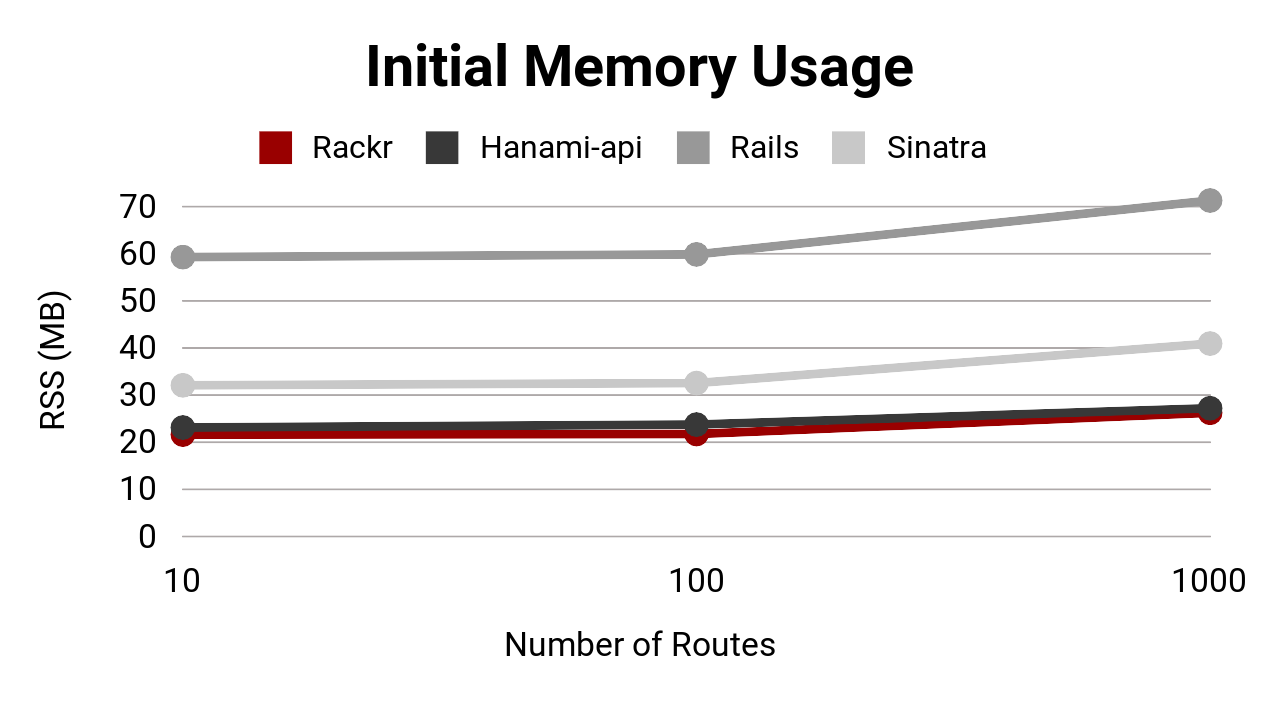 Initial Memory Usage
Rackr Hanami-api Rails Sinatra
RSS (MB)
70
60
50
40
30
20
10
0
10 100 1000
Number of Routes